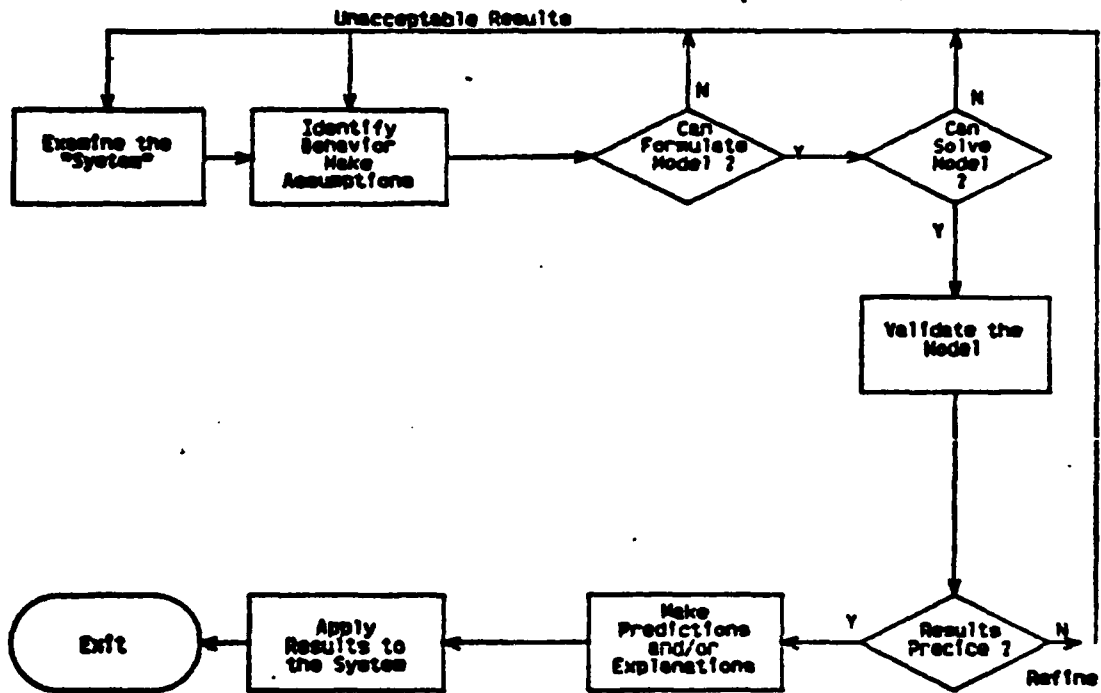 Unacceptable Results
Examine the
"System"
Identify
Behavior
Make
Assumptions
Can
Formulate
Model ?
N
Y
Can
Solve
Model
?
N
Y
Validate the
Model
Results
Precice ?
N
Refine
Y
Make
Predictions
and/or
Explanations
Apply
Results to
the System
Exit